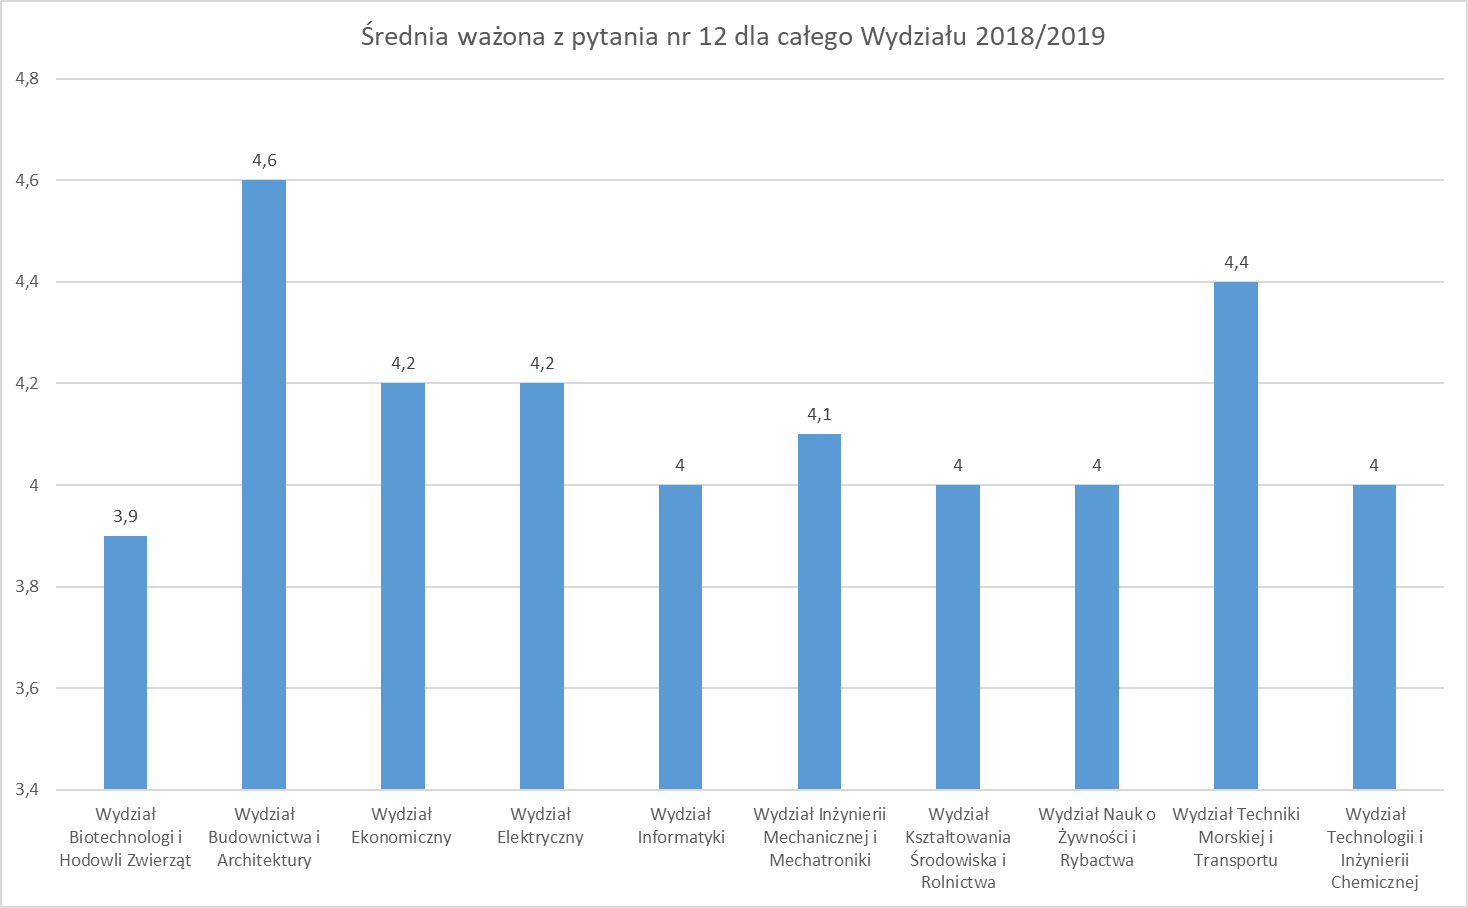 Średnia ważona z pytania nr 12 dla całego Wydziału 2018/2019
4,8
4,6
4,4
4,2
4
3,8
3,6
3,4
3,9
4,6
4,2
4,2
4
4,1
4
4
4,4
4
Wydział
Biotechnologi i
Hodowli Zwierząt
Wydział
Budownictwa i
Architektury
Wydział
Ekonomiczny
Wydział
Elektryczny
Wydział
Informatyki
Wydział Inżynierii
Mechanicznej i
Mechatroniki
Wydział
Kształtowania
Środowiska i
Rolnictwa
Wydział Nauk o
Żywności i
Rybactwa
Wydział Techniki
Morskiej i
Transportu
Wydział
Technologii i
Inżynierii
Chemicznej